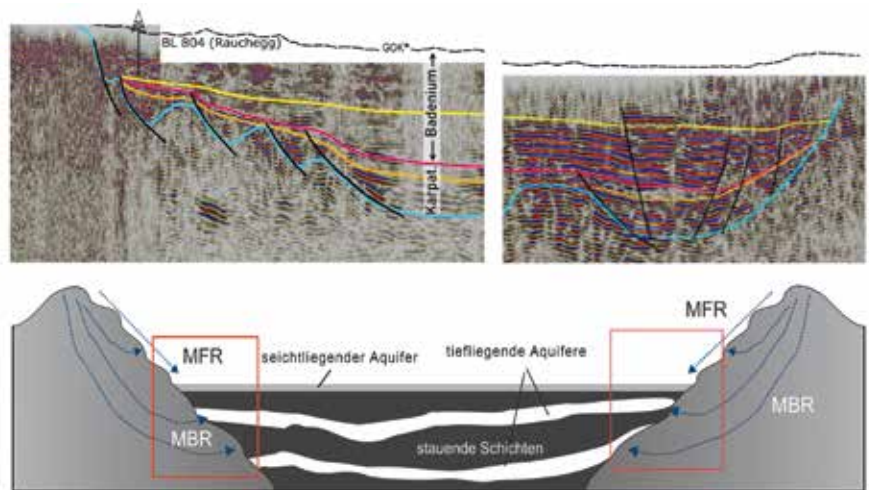 BL 804 (Rauchegg)
GOK*
Karpat. Badenium
MFR
MFR
seichtliegender Aquifer
tiefliegende Aquifere
MBR
MBR
stauende Schichten